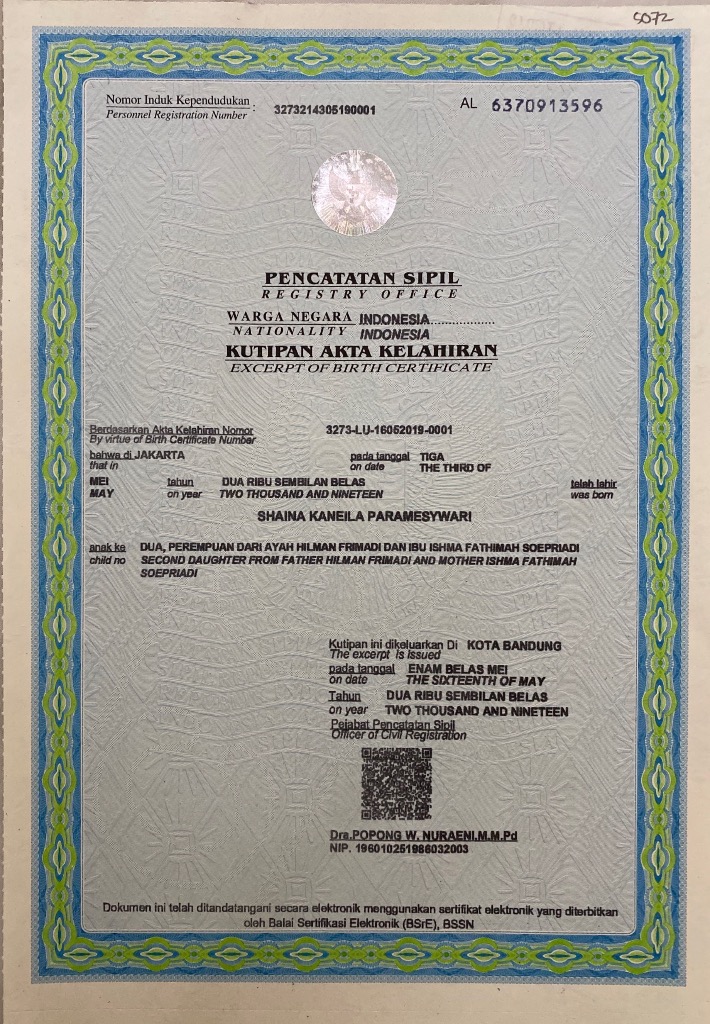 5072
Nomor Induk Kependudukan : 3273214305190001 AL 6370913596
Personnel Registration Number
PENCATATAN SIPIL
REGISTRY OFFICE
WARGA NEGARA INDONESIA....................
NATIONALITY INDONESIA
KUTIPAN AKTA KELAHIRAN
EXCERPT OF BIRTH CERTIFICATE
Berdasarkan Akta Kelahiran Nomor 3273-LU-16052019-0001
By virtue of Birth Certificate Number
bahwa di JAKARTA pada tanggal TIGA
that in on date THE THIRD OF
MEI tahun DUA RIBU SEMBILAN BELAS telah lahir
MAY on year TWO THOUSAND AND NINETEEN was born
SHAINA KANEILA PARAMESYWARI
anak ke DUA, PEREMPUAN DARI AYAH HILMAN FRIMADI DAN IBU ISHMA FATHIMAH SOEPRIADI
child no SECOND DAUGHTER FROM FATHER HILMAN FRIMADI AND MOTHER ISHMA FATHIMAH
SOEPRIADI
Kutipan ini dikeluarkan Di KOTA BANDUNG
The excerpt is Issued
pada tanggal ENAM BELAS MEI
on date THE SIXTEENTH OF MAY
Tahun DUA RIBU SEMBILAN BELAS
on year TWO THOUSAND AND NINETEEN
Pejabat Pencatatan Sipil
Officer of Civil Registration
Dra.POPONG W. NURAENI,M.M.Pd
NIP. 196010251986032003
Dokumen ini telah ditandatangani secara elektronik menggunakan sertifikat elektronik yang diterbitkan
oleh Balai Sertifikasi Elektronik (BSrE), BSSN